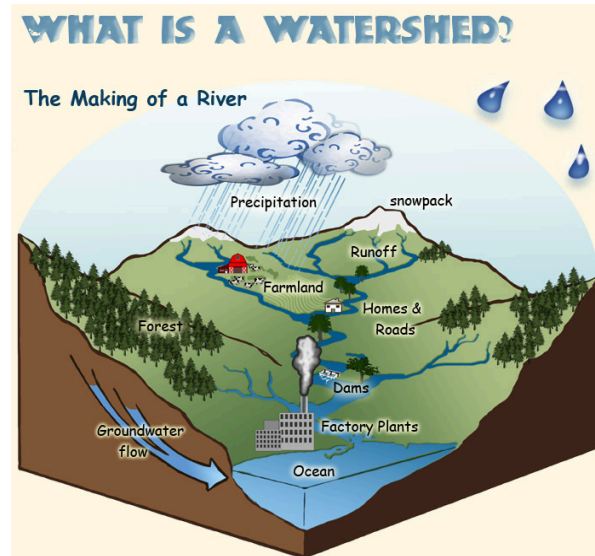 WHAT IS A WATERSHED?
The Making of a River
Precipitation
snowpack
Runoff
Farmland
Homes &
Roads
Forest
Dams
Factory Plants
Groundwater
flow
Ocean